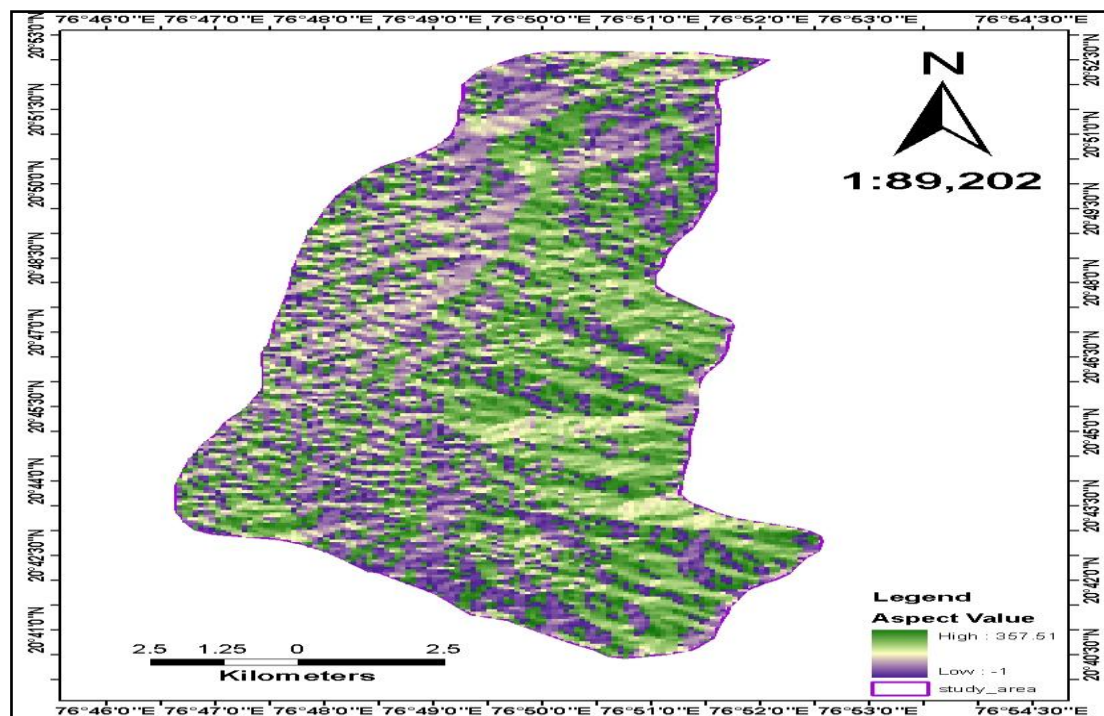 76°46'0"E 76°47'0"E 76°48'0"E 76°49'0"E 76°50'0"E 76°51'0"E 76°52'0"E 76°53'0"E 76°54'30"E
20°53'0"N
20°51'30"N
20°50'0"N
20°48'30"N
20°47'0"N
20°45'30"N
20°44'0"N
20°42'30"N
20°41'0"N
N
1:89,202
20°52'30"N
20°51'0"N
20°49'30"N
20°48'0"N
20°46'30"N
20°45'0"N
20°43'30"N
20°42'0"N
20°40'30"N
2.5 1.25 0 2.5
Kilometers
Legend
Aspect Value
High : 357.51
Low : -1
study_area
76°46'0"E 76°47'0"E 76°48'0"E 76°49'0"E 76°50'0"E 76°51'0"E 76°52'0"E 76°53'0"E 76°54'30"E